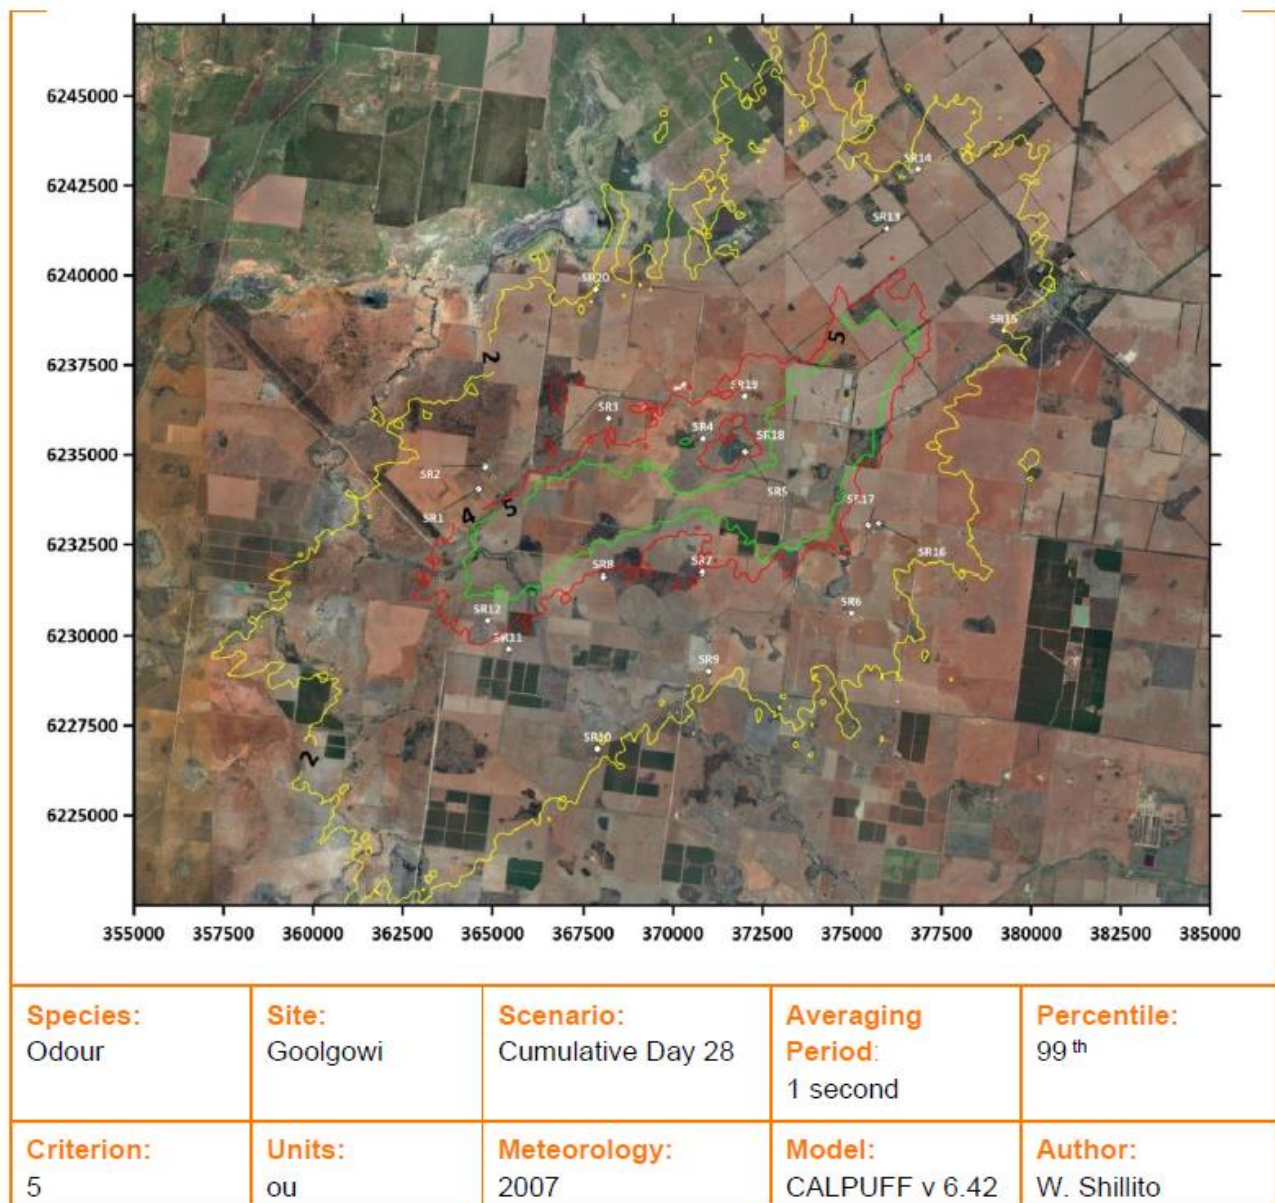 6245000
6242500
6240000
6237500
6235000
6232500
6230000
6227500
6225000
SR14
SR13
SR20
SR15
2
5
SR19
SR3
SR4
SR18
SR2
SR5
SR17
SR1
4
5
SR16
SR8
SR7
SR6
SR12
SR11
SR9
SR10
2
355000 357500 360000 362500 365000 367500 370000 372500 375000 377500 380000 382500 385000
Species:
Odour
Site:
Goolgowi
Scenario:
Cumulative Day 28
Averaging
Period:
1 second
Percentile:
99 th
Criterion:
5
Units:
ou
Meteorology:
2007
Model:
CALPUFF v 6.42
Author:
W. Shillito